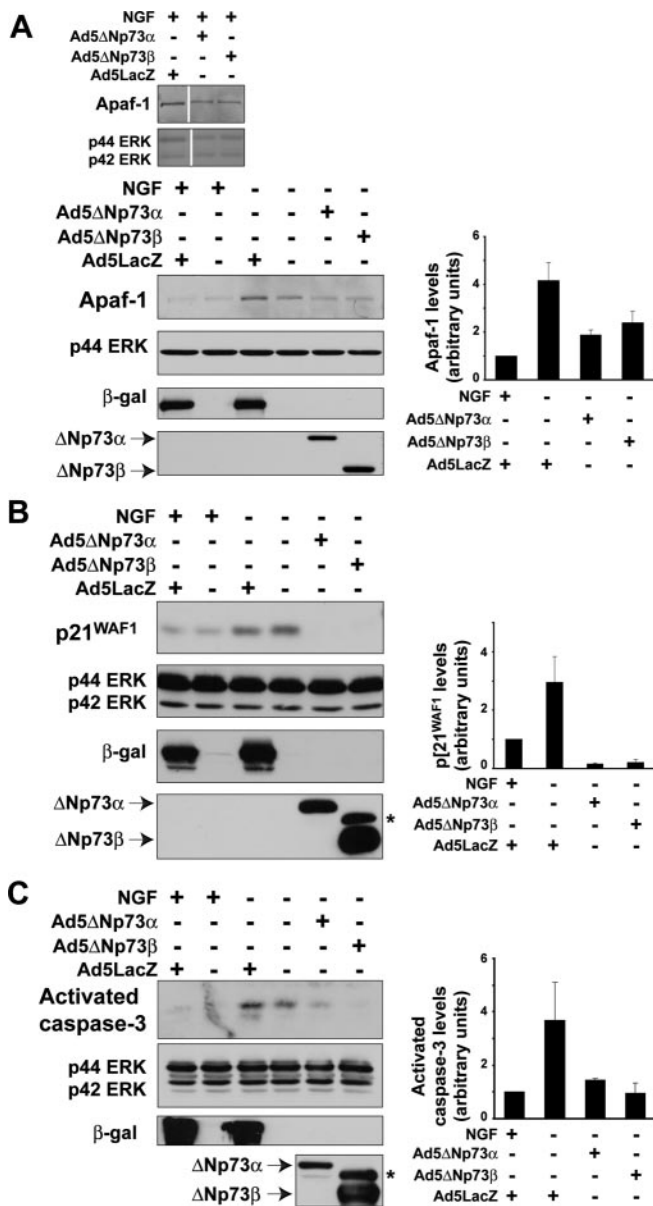 A
NGF + + +
Ad5ΔNp73α - + -
Ad5ΔNp73β - - +
Ad5LacZ + - -
Apaf-1
p44 ERK
p42 ERK
NGF + + - - - -
Ad5ΔNp73α - - - - + -
Ad5ΔNp73β - - - - - +
Ad5LacZ + - + - - -
Apaf-1
p44 ERK
β-gal
ΔNp73α →
ΔNp73β →
Apaf-1 levels
(arbitrary units)
6
4
2
0
NGF + - - -
Ad5ΔNp73α - - + -
Ad5ΔNp73β - - - +
Ad5LacZ + + - -
B
NGF + + - - - -
Ad5ΔNp73α - - - - + -
Ad5ΔNp73β - - - - - +
Ad5LacZ + - + - - -
p21WAF1
p44 ERK
p42 ERK
β-gal
ΔNp73α →
ΔNp73β →
*
p[21WAF1 levels
(arbitrary units)
4
2
0
NGF + - - -
Ad5ΔNp73α - - + -
Ad5ΔNp73β - - - +
Ad5LacZ + + - -
C
NGF + + - - - -
Ad5ΔNp73α - - - - + -
Ad5ΔNp73β - - - - - +
Ad5LacZ + - + - - -
Activated
caspase-3
p44 ERK
p42 ERK
β-gal
ΔNp73α →
ΔNp73β →
*
Activated
caspase-3 levels
(arbitrary units)
6
4
2
0
NGF + - - -
Ad5ΔNp73α - - + -
Ad5ΔNp73β - - - +
Ad5LacZ + + - -